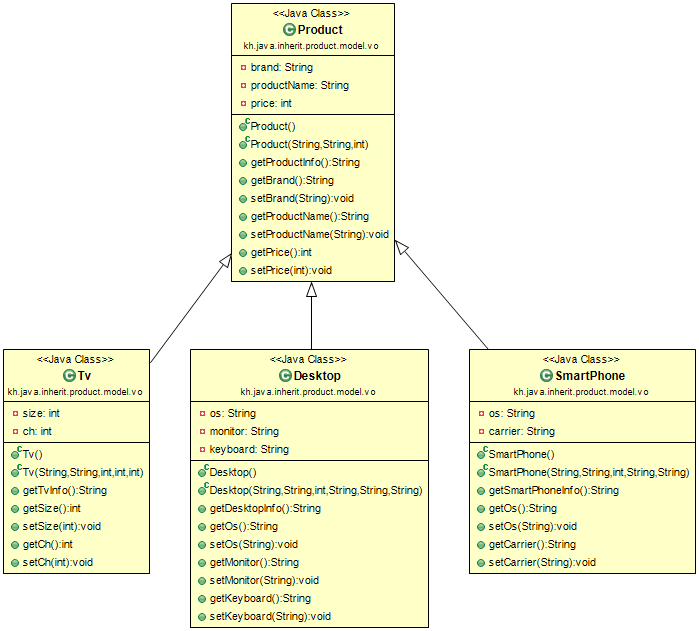 <<Java Class>>
Product
kh.java.inherit.product.model.vo
brand: String
productName: String
price: int
Product()
Product(String,String,int)
getProductInfo():String
getBrand():String
setBrand(String):void
getProductName():String
setProductName(String):void
getPrice():int
setPrice(int):void
<<Java Class>>
Tv
kh.java.inherit.product.model.vo
size: int
ch: int
Tv()
Tv(String,String,int,int,int)
getTvInfo():String
getSize():int
setSize(int):void
getCh():int
setCh(int):void
<<Java Class>>
Desktop
kh.java.inherit.product.model.vo
os: String
monitor: String
keyboard: String
Desktop()
Desktop(String,String,int,String,String,String)
getDesktopInfo():String
getOs():String
setOs(String):void
getMonitor():String
setMonitor(String):void
getKeyboard():String
setKeyboard(String):void
<<Java Class>>
SmartPhone
kh.java.inherit.product.model.vo
os: String
carrier: String
SmartPhone()
SmartPhone(String,String,int,String,String)
getSmartPhoneInfo():String
getOs():String
setOs(String):void
getCarrier():String
setCarrier(String):void